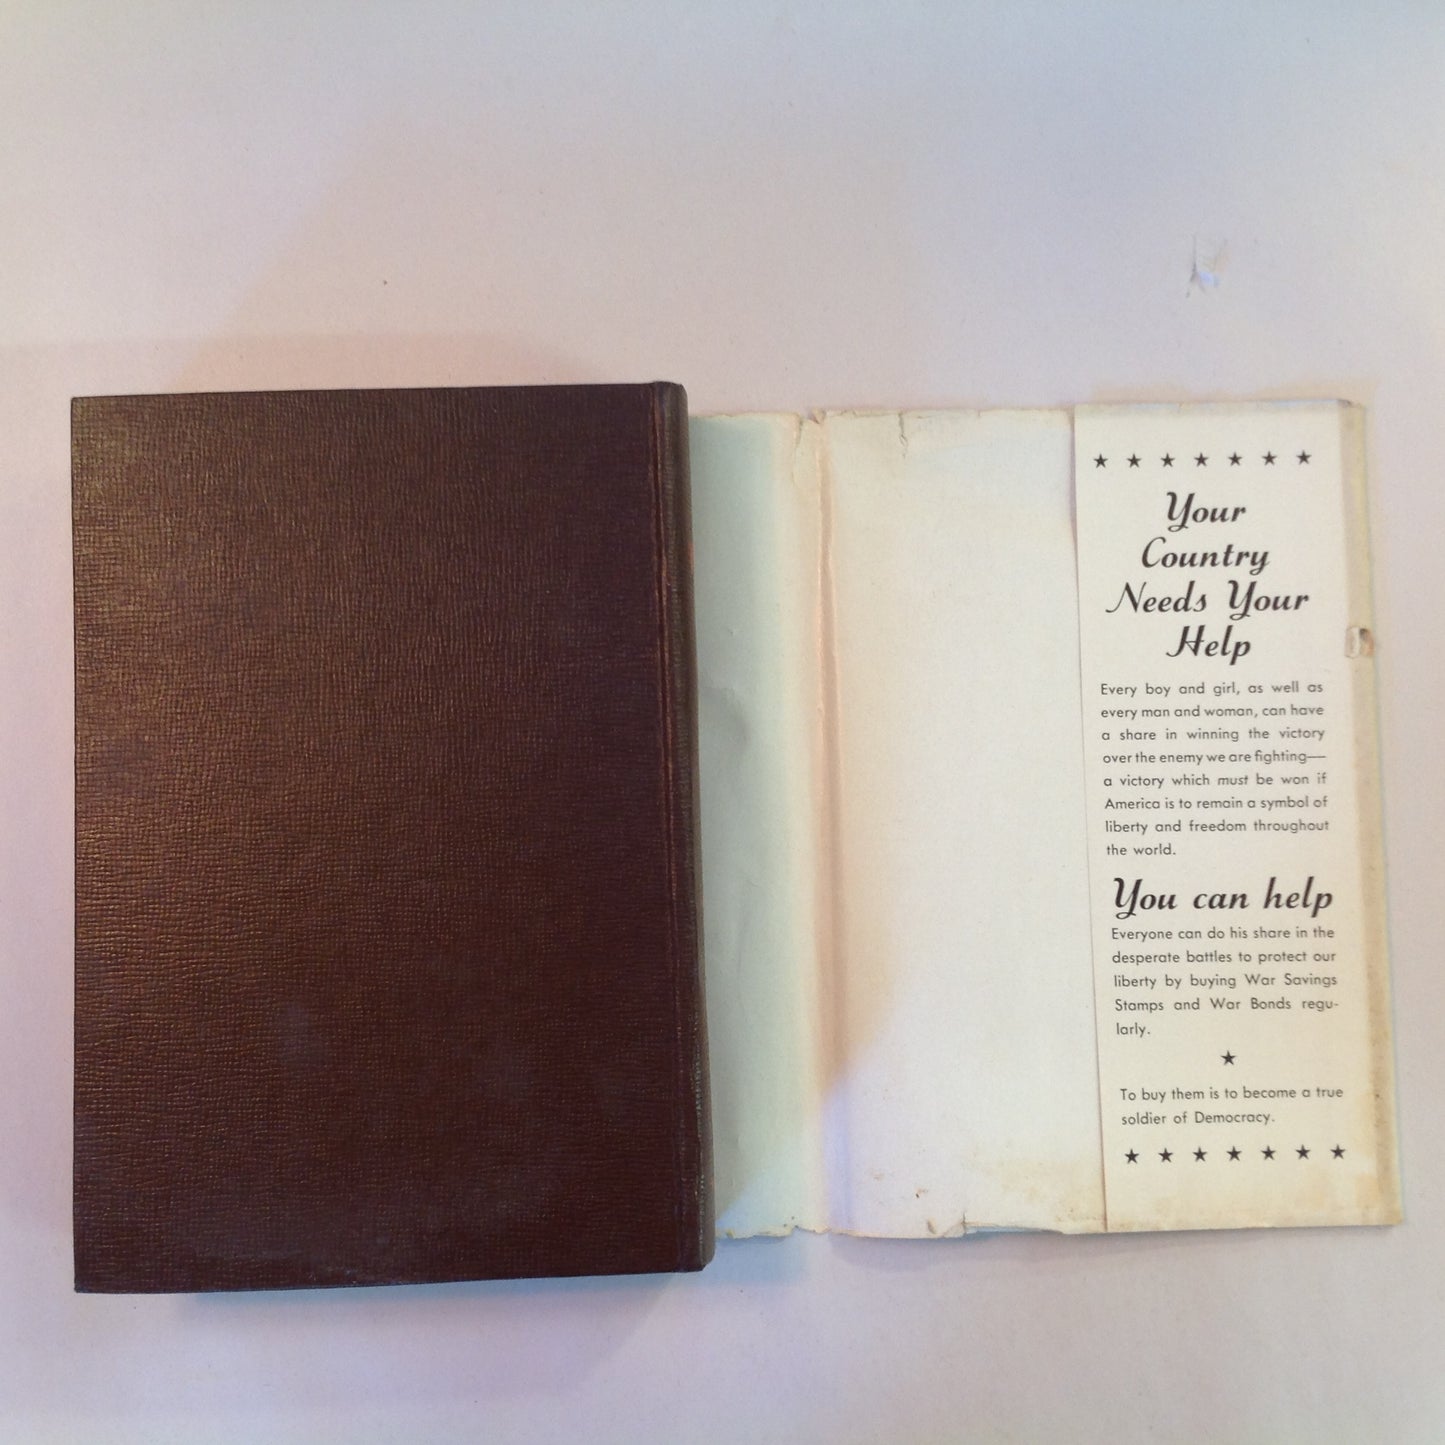 Your
Country
Needs Your
Help
Every boy and girl, as well as
every man and woman, can have
a share in winning the victory
over the enemy we are fighting—
a victory which must be won if
America is to remain a symbol of
liberty and freedom throughout
the world.
You can help
Everyone can do his share in the
desperate battles to protect our
liberty by buying War Savings
Stamps and War Bonds regu-
larly.
To buy them is to become a true
soldier of Democracy.